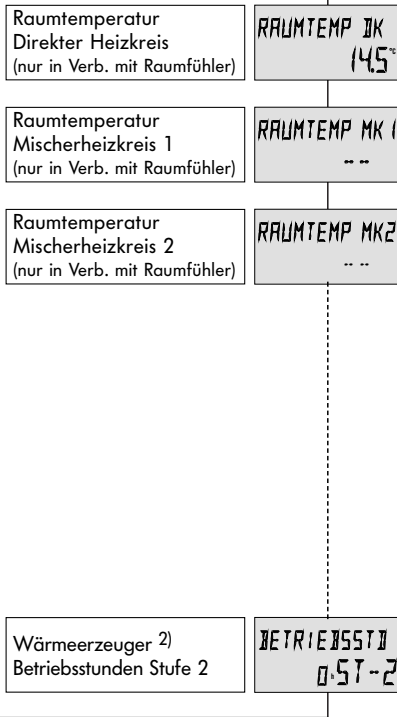 Raumtemperatur
Direkter Heizkreis
(nur in Verb. mit Raumfühler)
RAUMTEMP DK
14.5°C
Raumtemperatur
Mischerheizkreis 1
(nur in Verb. mit Raumfühler)
RAUMTEMP MK1
-- --
Raumtemperatur
Mischerheizkreis 2
(nur in Verb. mit Raumfühler)
RAUMTEMP MK2
-- --
Wärmeerzeuger 2)
Betriebsstunden Stufe 2
BETRIEBSSTD
0.ST-2